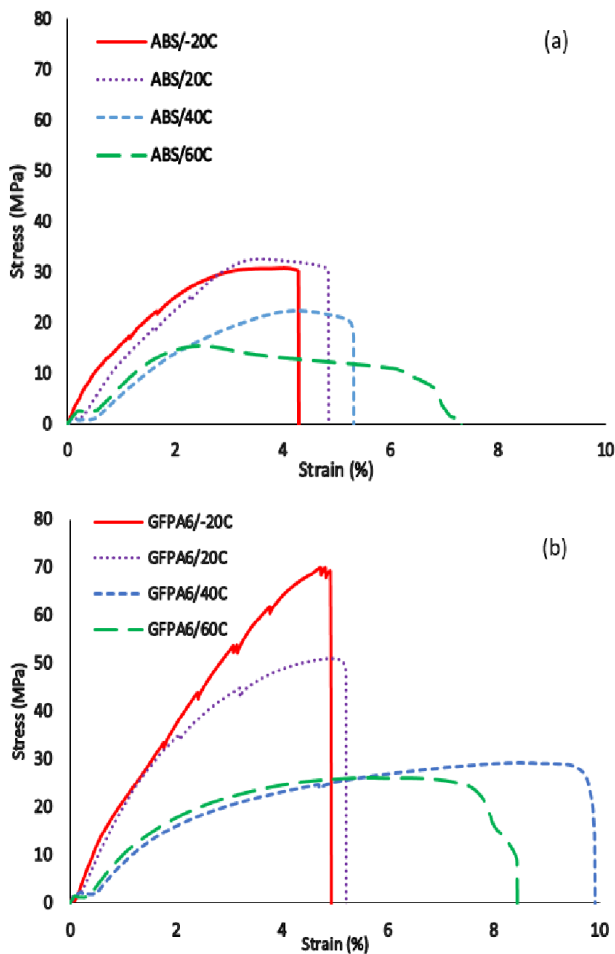 80
(a)
ABS/-20C
70
ABS/20C
60
ABS/40C
50
ABS/60C
40
30
20
10
0
Stress (MPa)
0 2 4 6 8 10
Strain (%)
80
GFPA6/-20C
(b)
70
GFPA6/20C
60
GFPA6/40C
50
GFPA6/60C
40
30
20
10
0
Stress (MPa)
0 2 4 6 8 10
Strain (%)